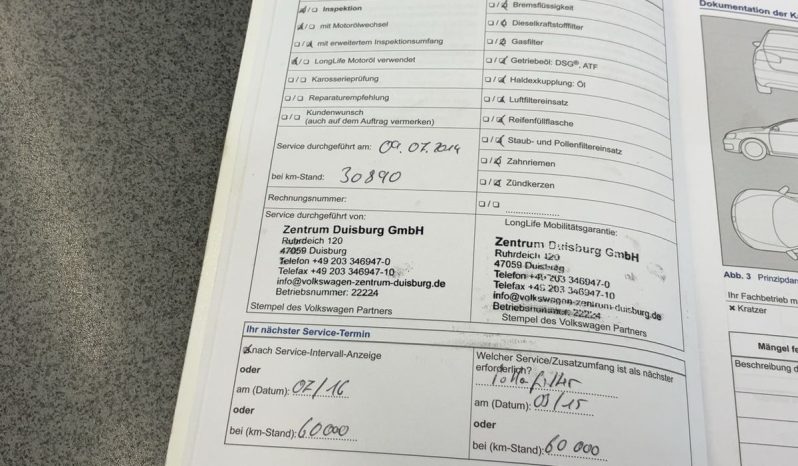 Inspektion
mit Motorölwechsel
mit erweitertem Inspektionsumfang
LongLife Motoröl verwendet
Karosserieprüfung
Reparaturempfehlung
Kundenwunsch
(auch auf dem Auftrag vermerken)
Service durchgeführt am: 09.07.2014
bei km-Stand: 30890
Rechnungsnummer:
Service durchgeführt von:
Zentrum Duisburg GmbH
Ruhrdeich 120
47059 Duisburg
Telefon +49 203 346947-0
Telefax +49 203 346947-10
info@volkswagen-zentrum-duisburg.de
Betriebsnummer: 22224
Stempel des Volkswagen Partners
Bremsflüssigkeit
Dieselkraftstofffilter
Gasfilter
Getriebeöl: DSG®, ATF
Haldexkupplung: Öl
Luftfiltereinsatz
Reifenfüllflasche
Staub- und Pollenfiltereinsatz
Zahnriemen
Zündkerzen
LongLife Mobilitätsgarantie:
Zentrum Duisburg GmbH
Ruhrdeich 120
47059 Duisburg
Telefon +49 203 346947-0
Telefax +49 203 346947-10
info@volkswagen-zentrum-duisburg.de
Betriebsnummer: 22224
Stempel des Volkswagen Partners
Ihr nächster Service-Termin
nach Service-Intervall-Anzeige
oder
am (Datum): 07/16
oder
bei (km-Stand): 60000
Welcher Service/Zusatzumfang ist als nächster
erforderlich?
am (Datum): 09/15
oder
bei (km-Stand): 60 000
Dokumentation der
Abb. 3
Ihr Fachbetrieb
× Kratzer
Mängel
Beschreibung